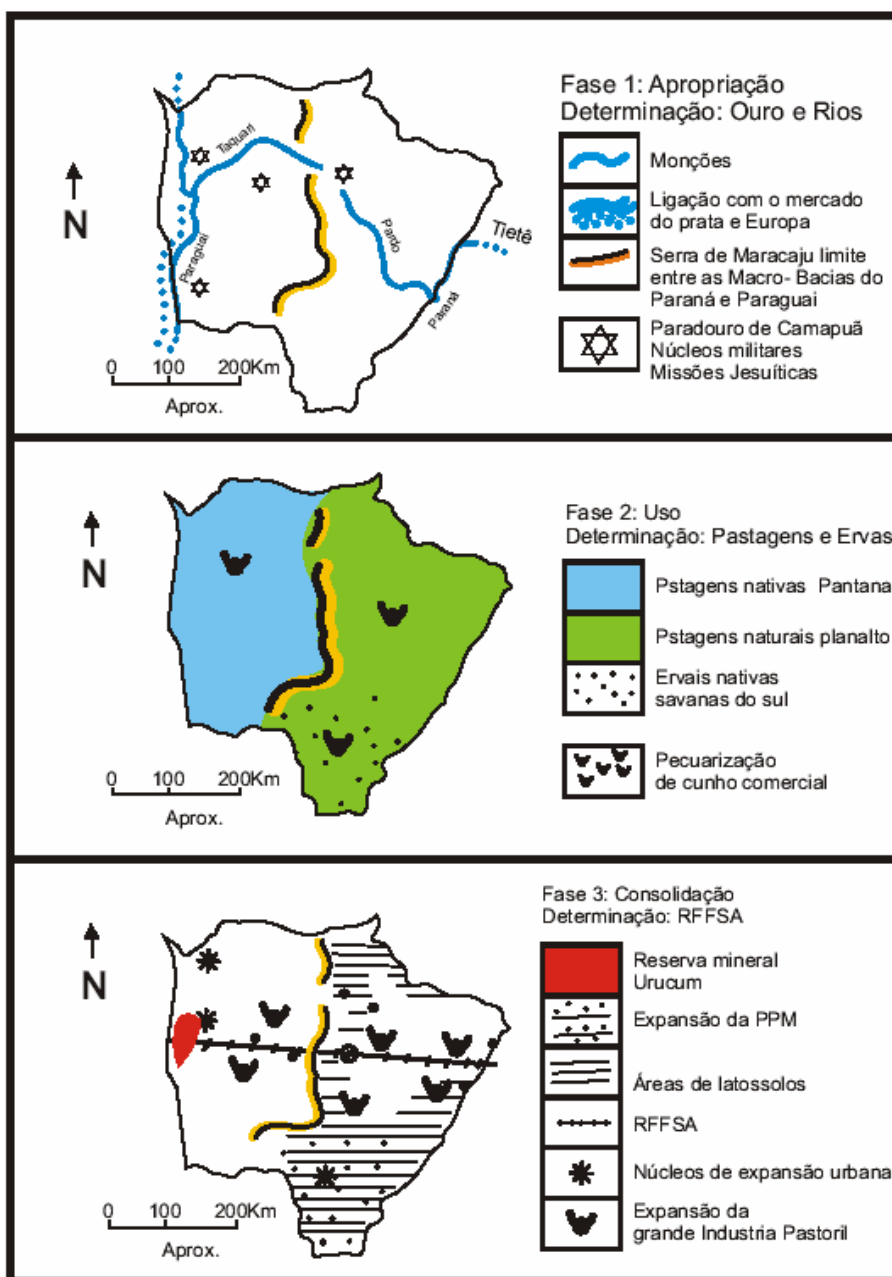 Fase 1: Apropriação
Determinação: Ouro e Rios
Monções
Ligação com o mercado
do prata e Europa
Serra de Maracaju limite
entre as Macro- Bacias do
Paraná e Paraguai
Paradouro de Camapuã
Núcleos militares
Missões Jesuíticas
Taquari
Paraguai
Pardo
Paraná
Tietê
N
0 100 200Km
Aprox.
Fase 2: Uso
Determinação: Pastagens e Ervas
Pstagens nativas Pantana
Pstagens naturais planalto
Ervais nativas
savanas do sul
Pecuarização
de cunho comercial
N
0 100 200Km
Aprox.
Fase 3: Consolidação
Determinação: RFFSA
Reserva mineral
Urucum
Expansão da PPM
Áreas de latossolos
RFFSA
Núcleos de expansão urbana
Expansão da
grande Industria Pastoril
N
0 100 200Km
Aprox.